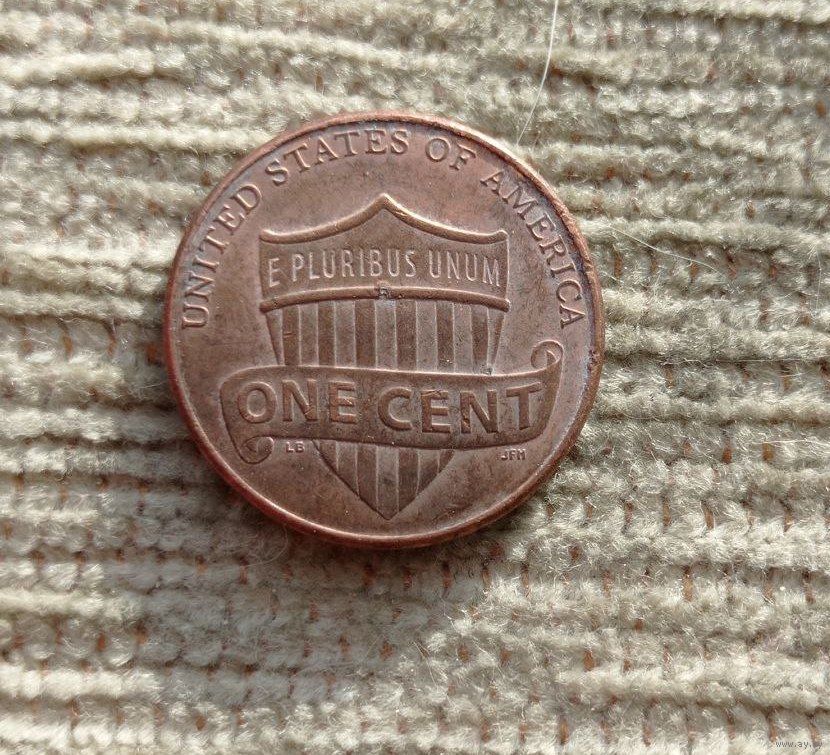 UNITED STATES OF AMERICA
E PLURIBUS UNUM
ONE CENT
LB
JFM